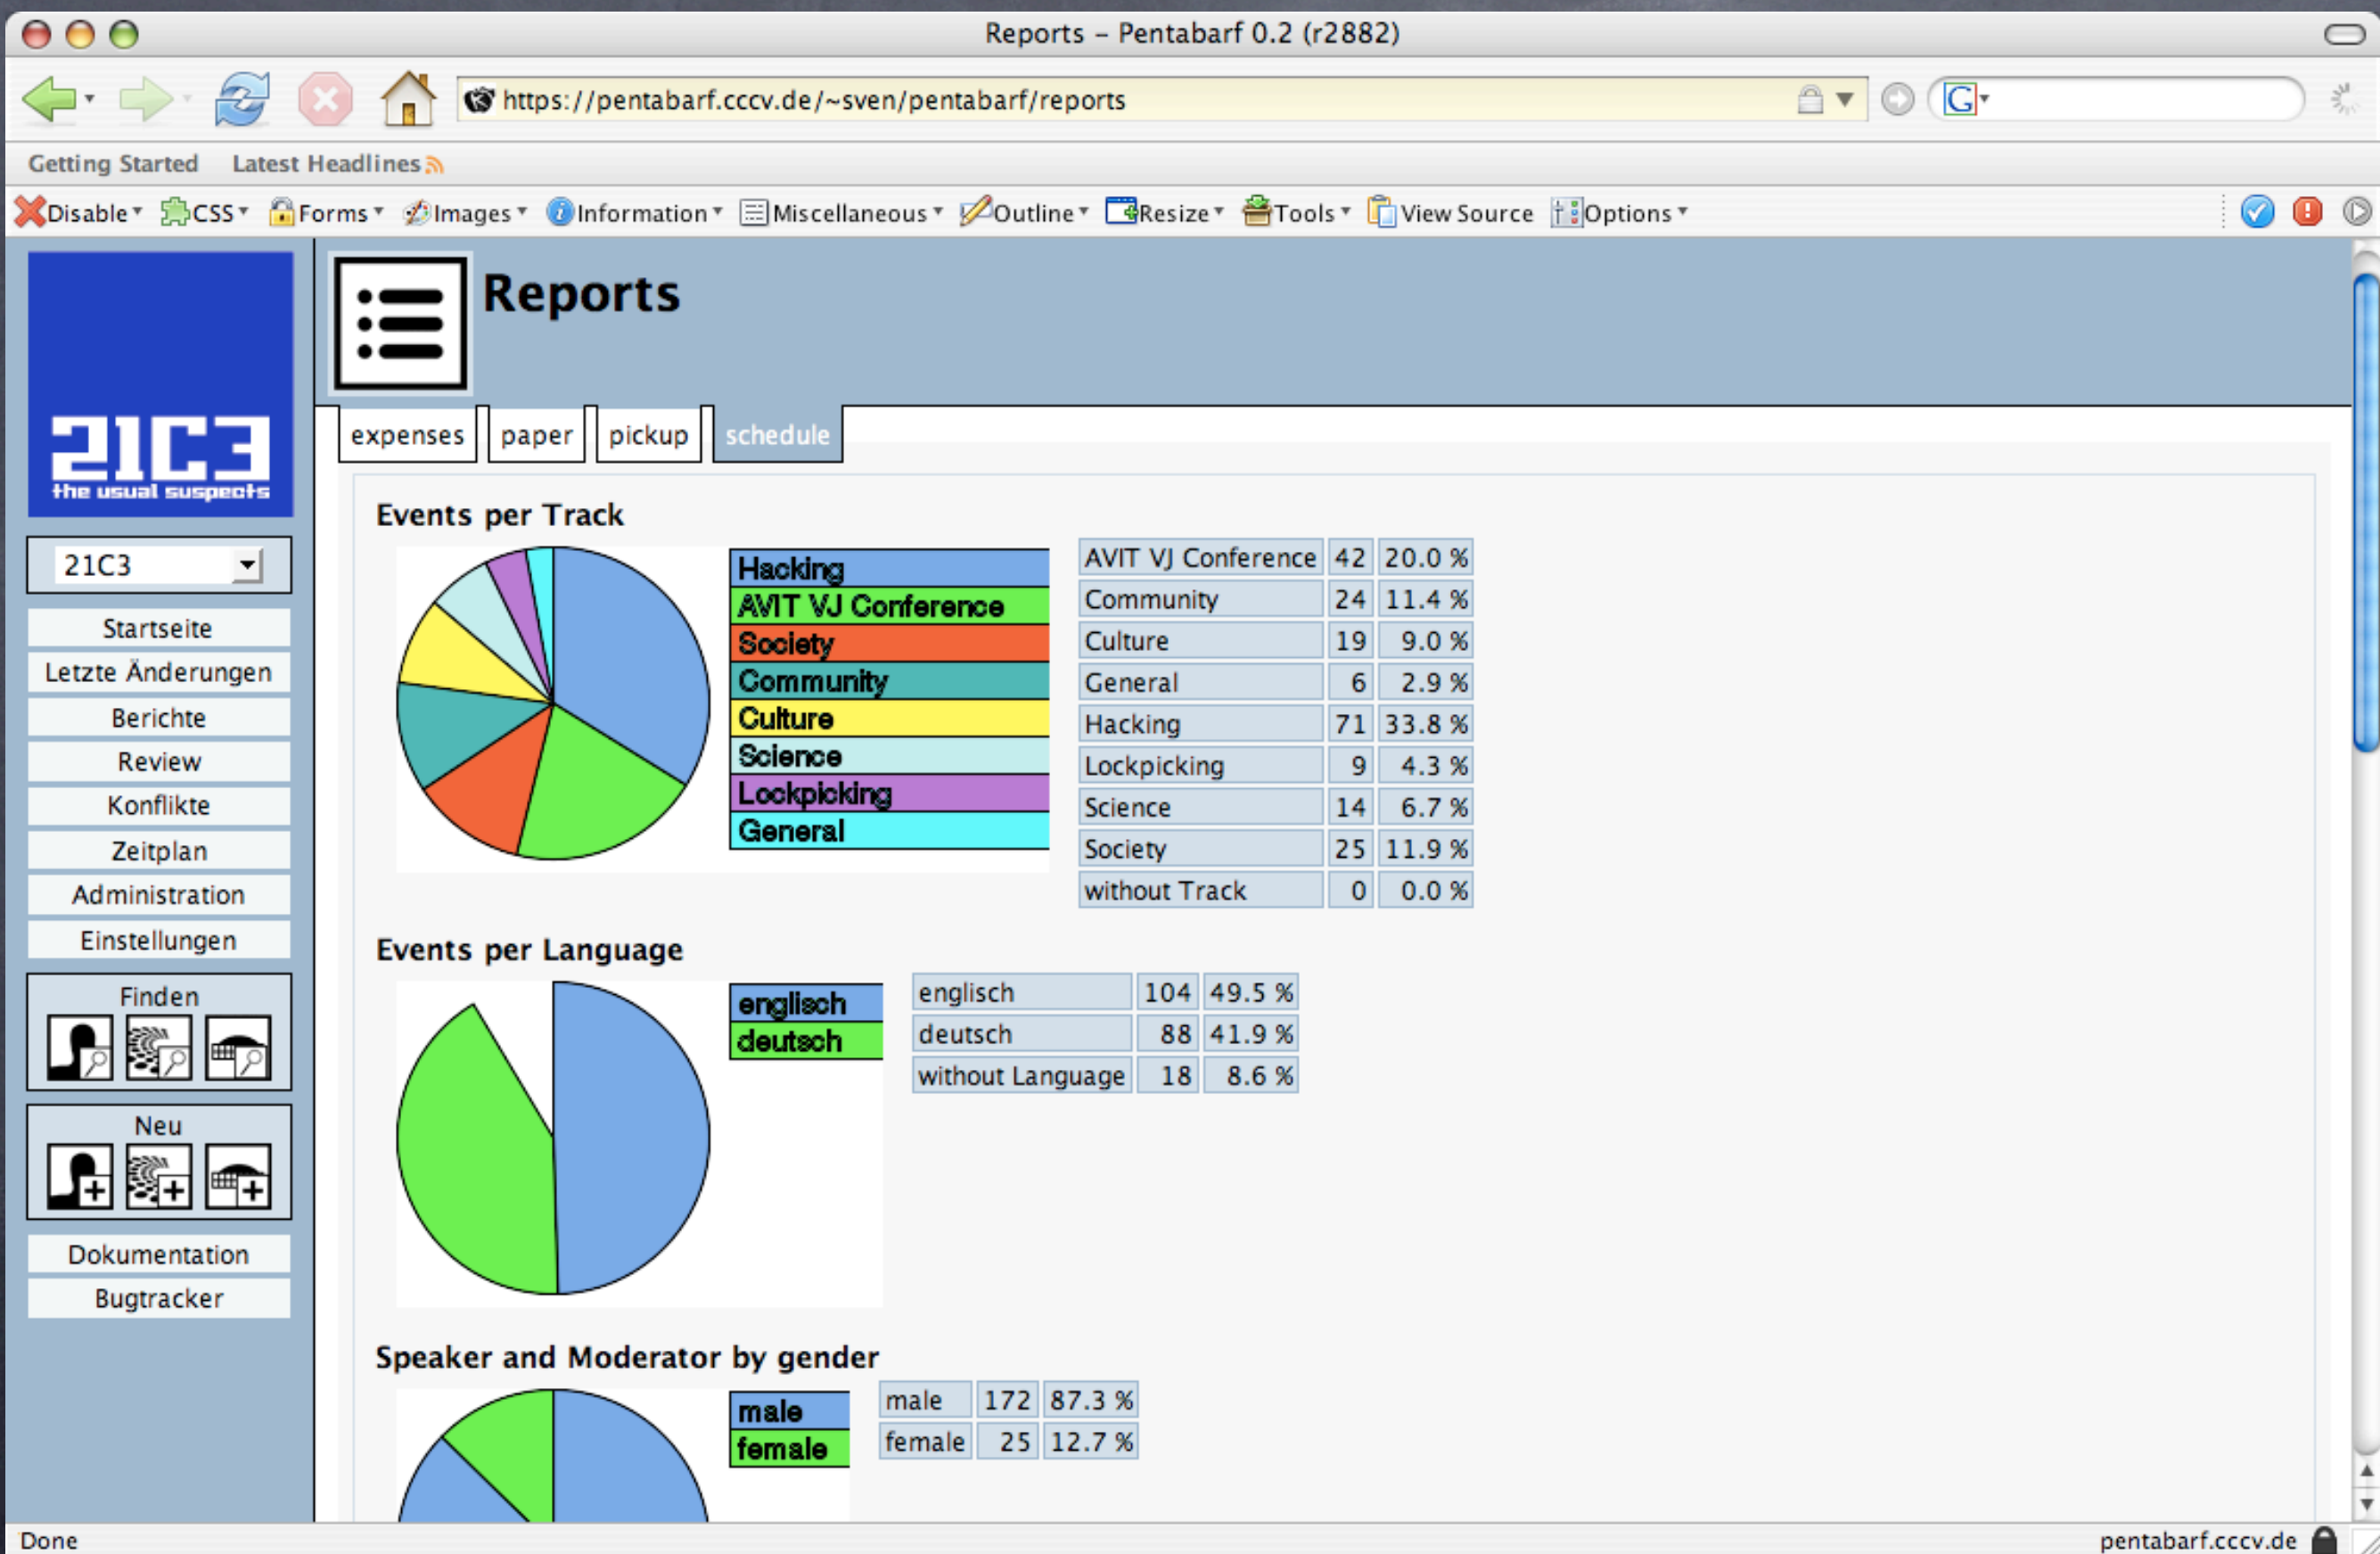 Reports – Pentabarf 0.2 (r2882)
https://pentabarf.cccv.de/~sven/pentabarf/reports
G
Getting Started Latest Headlines
Disable CSS Forms Images Information Miscellaneous Outline Resize Tools View Source Options
21C3
the usual suspects
21C3
Startseite
Letzte Änderungen
Berichte
Review
Konflikte
Zeitplan
Administration
Einstellungen
Finden
Neu
Dokumentation
Bugtracker
Reports
expenses paper pickup schedule
Events per Track
Hacking
AVIT VJ Conference
Society
Community
Culture
Science
Lockpicking
General
AVIT VJ Conference 42 20.0 %
Community 24 11.4 %
Culture 19 9.0 %
General 6 2.9 %
Hacking 71 33.8 %
Lockpicking 9 4.3 %
Science 14 6.7 %
Society 25 11.9 %
without Track 0 0.0 %
Events per Language
englisch
deutsch
englisch 104 49.5 %
deutsch 88 41.9 %
without Language 18 8.6 %
Speaker and Moderator by gender
male
female
male 172 87.3 %
female 25 12.7 %
Done
pentabarf.cccv.de